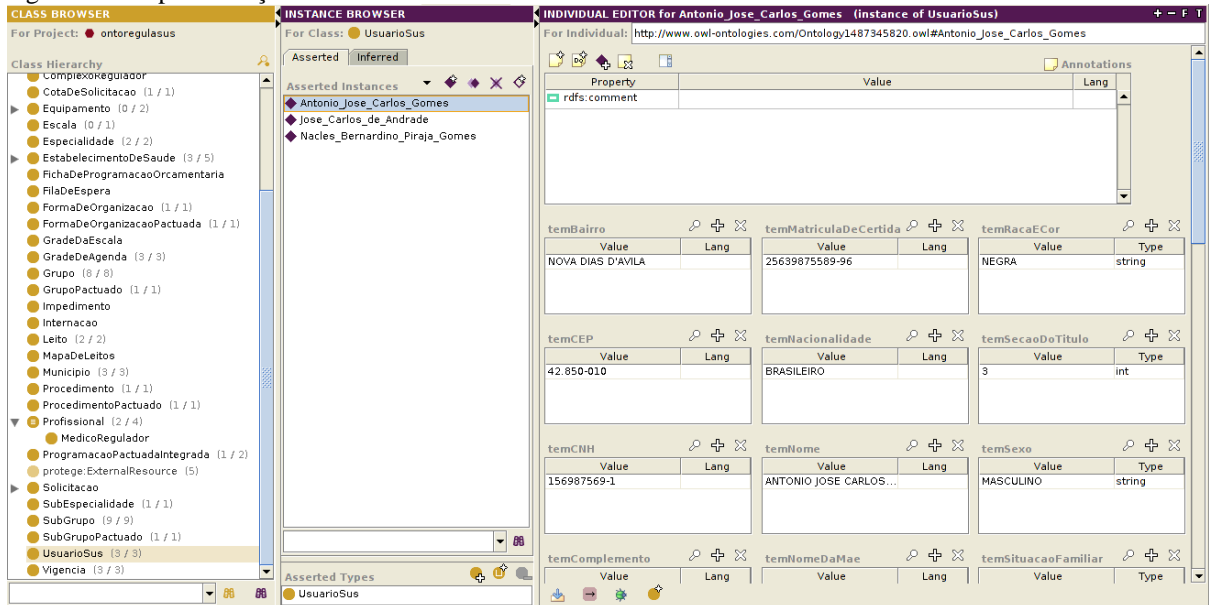 CLASS BROWSER
For Project: ontoregulasus
Class Hierarchy
ComplexoRegulador
CotaDeSolicitacao (1 / 1)
Equipamento (0 / 2)
Escala (0 / 1)
Especialidade (2 / 2)
EstabelecimentoDeSaude (3 / 5)
FichaDeProgramacaoOrcamentaria
FilaDeEspera
FormaDeOrganizacao (1 / 1)
FormaDeOrganizacaoPactuada (1 / 1)
GradeDaEscala
GradeDeAgenda (3 / 3)
Grupo (8 / 8)
GrupoPactuado (1 / 1)
Impedimento
Internacao
Leito (2 / 2)
MapaDeLeitos
Municipio (3 / 3)
Procedimento (1 / 1)
ProcedimentoPactuado (1 / 1)
Profissional (2 / 4)
MedicoRegulador
ProgramacaoPactuadaIntegrada (1 / 2)
protege:ExternalResource (5)
Solicitacao
SubEspecialidade (1 / 1)
SubGrupo (9 / 9)
SubGrupoPactuado (1 / 1)
UsuarioSus (3 / 3)
Vigencia (3 / 3)
INSTANCE BROWSER
For Class: UsuarioSus
Asserted Inferred
Asserted Instances
Antonio_Jose_Carlos_Gomes
Jose_Carlos_de_Andrade
Nacles_Bernardino_Piraja_Gomes
Asserted Types
UsuarioSus
INDIVIDUAL EDITOR for Antonio_Jose_Carlos_Gomes (instance of UsuarioSus) + − F T
For Individual: http://www.owl-ontologies.com/Ontology1487345820.owl#Antonio_Jose_Carlos_Gomes
Annotations
Property Value Lang
rdfs:comment
temBairro temMatriculaDeCertida temRacaECor
Value Lang Value Lang Value Type
NOVA DIAS D'AVILA 25639875589-96 NEGRA string
temCEP temNacionalidade temSecaoDoTitulo
Value Lang Value Lang Value Type
42.850-010 BRASILEIRO 3 int
temCNH temNome temSexo
Value Lang Value Lang Value Type
156987569-1 ANTONIO JOSE CARLOS... MASCULINO string
temComplemento temNomeDaMae temSituacaoFamiliar
Value Lang Value Lang Value Type